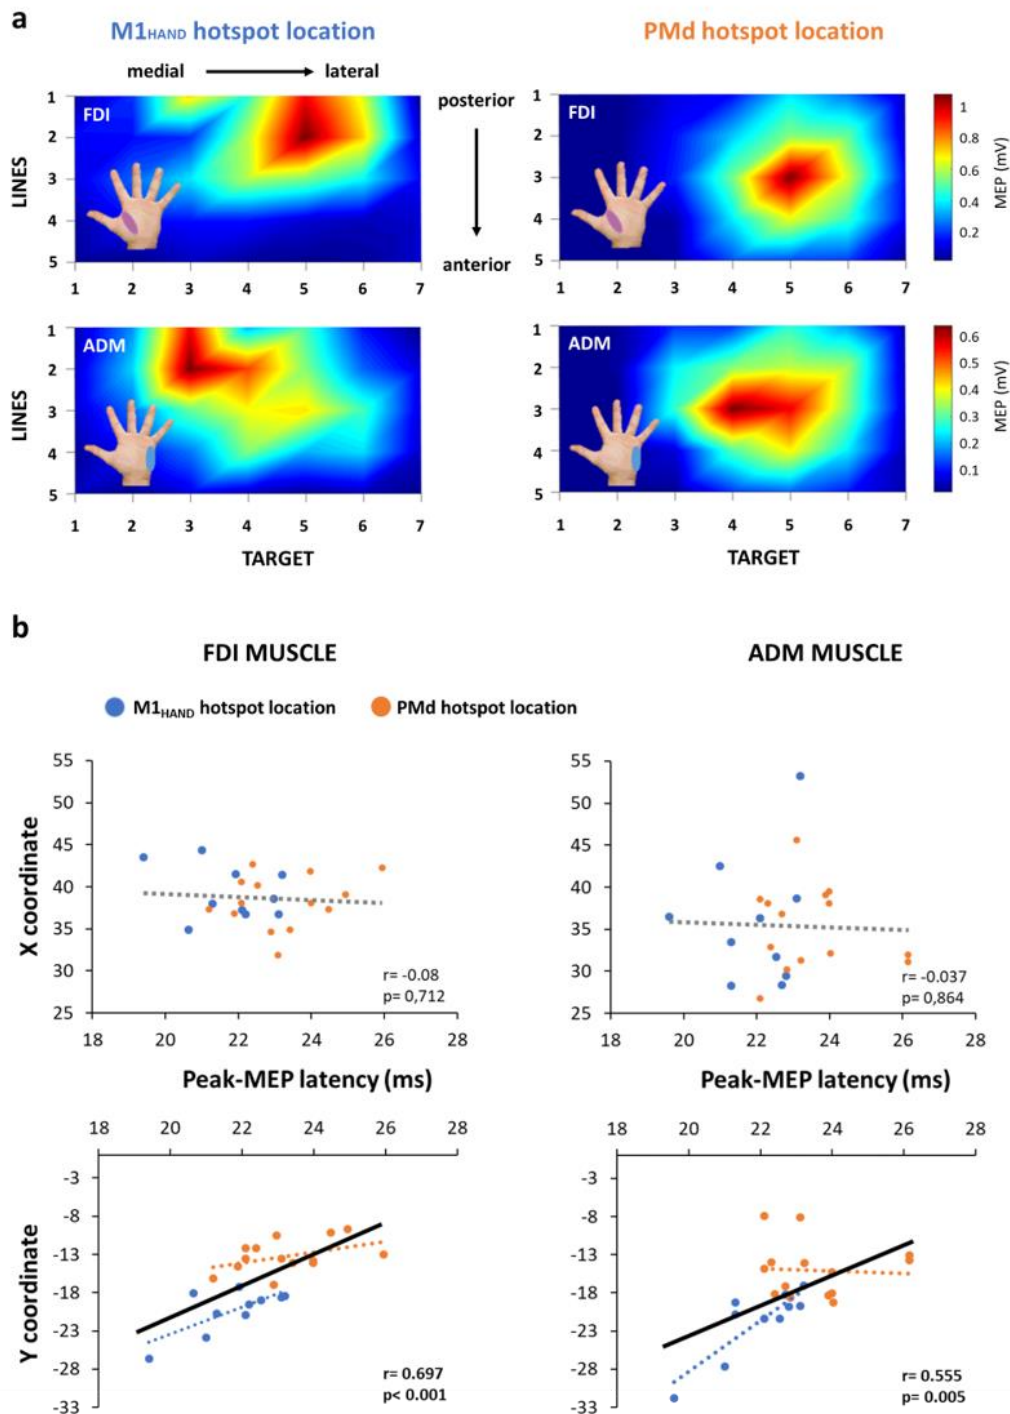 a
M1HAND hotspot location
PMd hotspot location
medial
lateral
posterior
anterior
FDI
LINES
1
2
3
4
5
1 2 3 4 5 6 7
FDI
1
2
3
4
5
1 2 3 4 5 6 7
1
0.8
0.6
0.4
0.2
MEP (mV)
ADM
LINES
1
2
3
4
5
1 2 3 4 5 6 7
TARGET
ADM
1
2
3
4
5
1 2 3 4 5 6 7
TARGET
0.6
0.5
0.4
0.3
0.2
0.1
MEP (mV)
b
FDI MUSCLE
ADM MUSCLE
M1HAND hotspot location
PMd hotspot location
X coordinate
55
50
45
40
35
30
25
r= -0.08
p= 0,712
18 20 22 24 26 28
Peak-MEP latency (ms)
55
50
45
40
35
30
25
r= -0.037
p= 0,864
18 20 22 24 26 28
Peak-MEP latency (ms)
18 20 22 24 26 28
Y coordinate
-3
-8
-13
-18
-23
-28
-33
r= 0.697
p< 0.001
18 20 22 24 26 28
-3
-8
-13
-18
-23
-28
-33
r= 0.555
p= 0.005